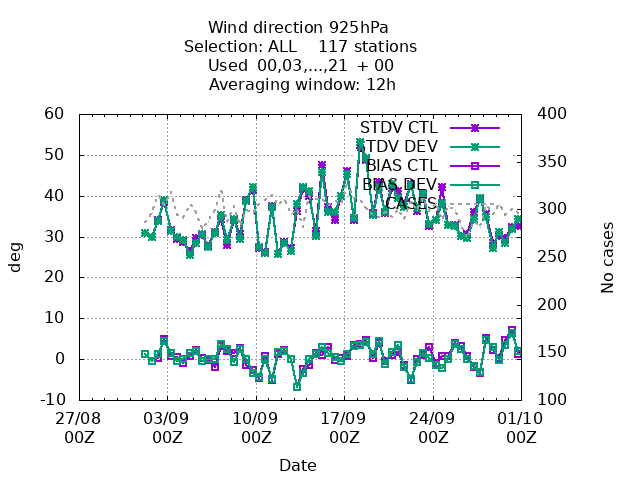 Wind direction 925hPa
Selection: ALL    117 stations
Used  00,03,...,21  + 00
Averaging window: 12h
60
50
40
30
20
10
0
-10
deg
400
350
300
250
200
150
100
No cases
STDV CTL
STDV DEV
BIAS CTL
BIAS DEV
CASES
27/08 03/09 10/09 17/09 24/09 01/10
00Z 00Z 00Z 00Z 00Z 00Z
Date